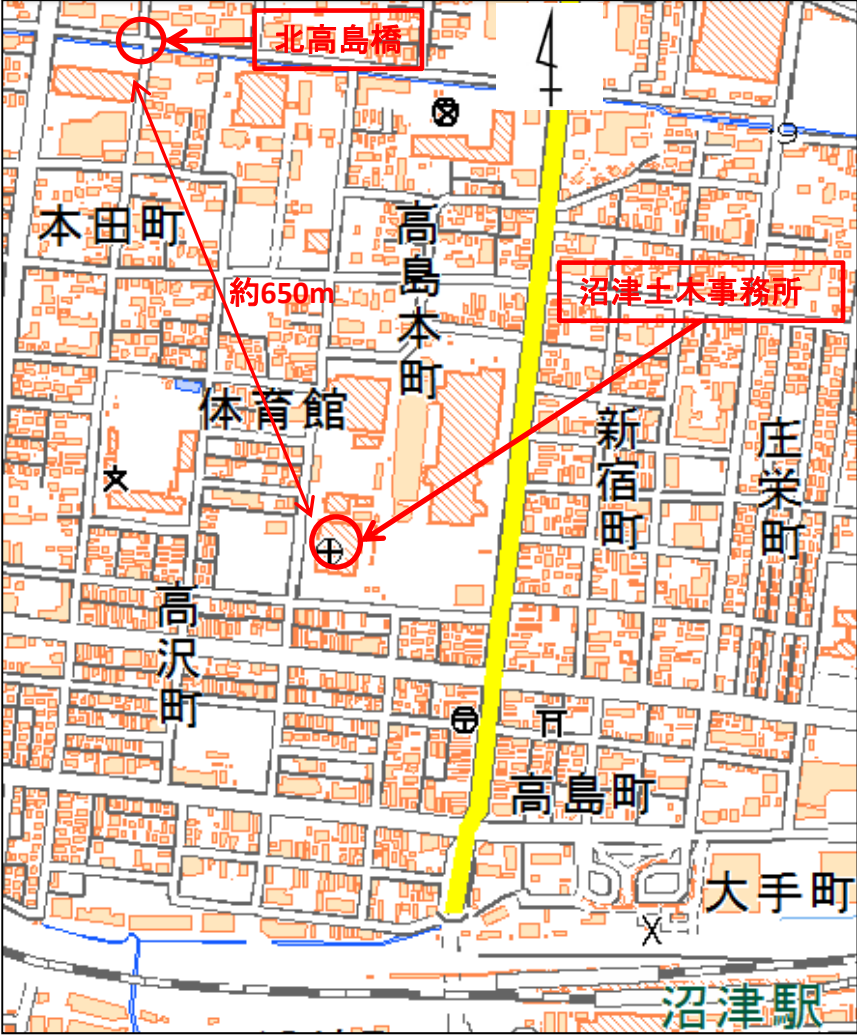 北高島橋
本田町
高島本町
約650m
沼津土木事務所
体育館
新宿町
庄栄町
高沢町
高島町
大手町
沼津駅